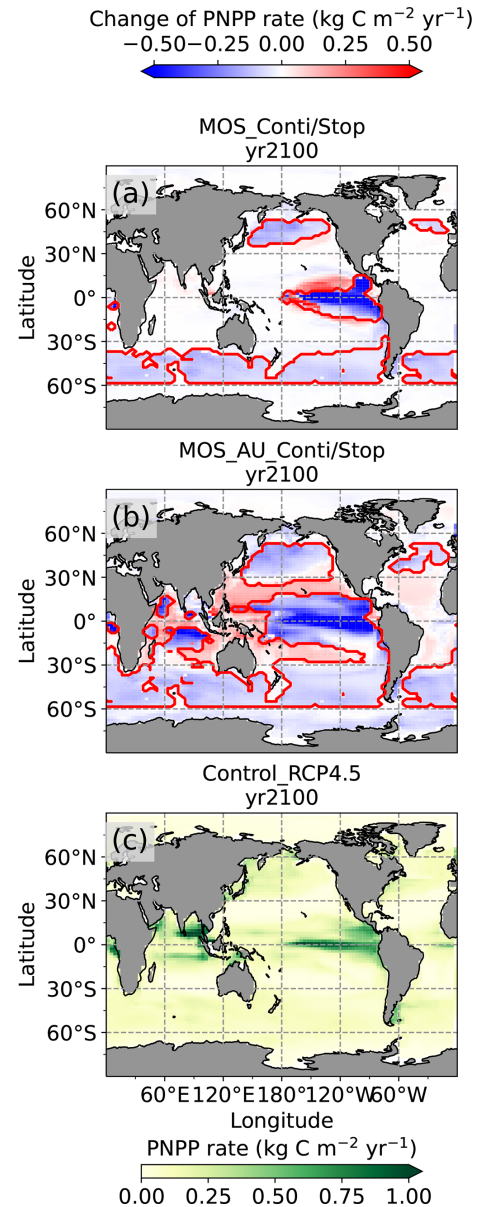 Change of PNPP rate (kg C m⁻² yr⁻¹)
−0.50 −0.25 0.00 0.25 0.50
MOS_Conti/Stop
yr2100
(a)
60°N
30°N
0°
30°S
60°S
Latitude
MOS_AU_Conti/Stop
yr2100
(b)
60°N
30°N
0°
30°S
60°S
Latitude
Control_RCP4.5
yr2100
(c)
60°N
30°N
0°
30°S
60°S
Latitude
60°E 120°E 180° 120°W 60°W
Longitude
PNPP rate (kg C m⁻² yr⁻¹)
0.00 0.25 0.50 0.75 1.00